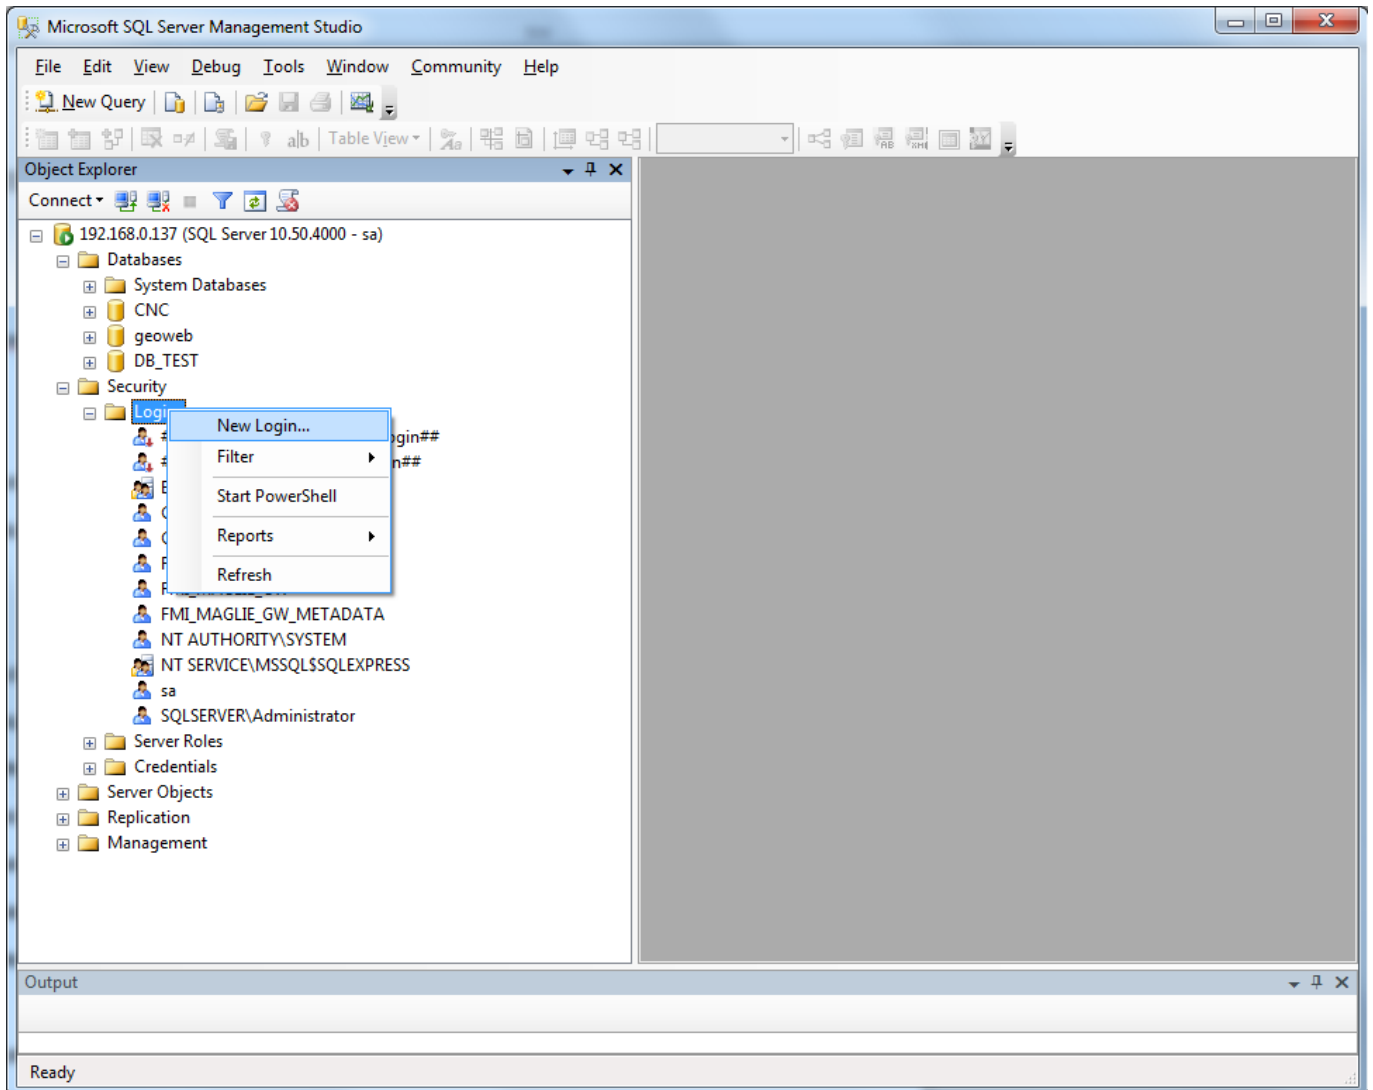 Microsoft SQL Server Management Studio
File Edit View Debug Tools Window Community Help
New Query
Table View
Object Explorer
Connect
192.168.0.137 (SQL Server 10.50.4000 - sa)
Databases
System Databases
CNC
geoweb
DB_TEST
Security
New Login...
Filter
Start PowerShell
Reports
Refresh
FMI_MAGLIE_GW_METADATA
NT AUTHORITY\SYSTEM
NT SERVICE\MSSQL$SQLEXPRESS
sa
SQLSERVER\Administrator
Server Roles
Credentials
Server Objects
Replication
Management
Output
Ready